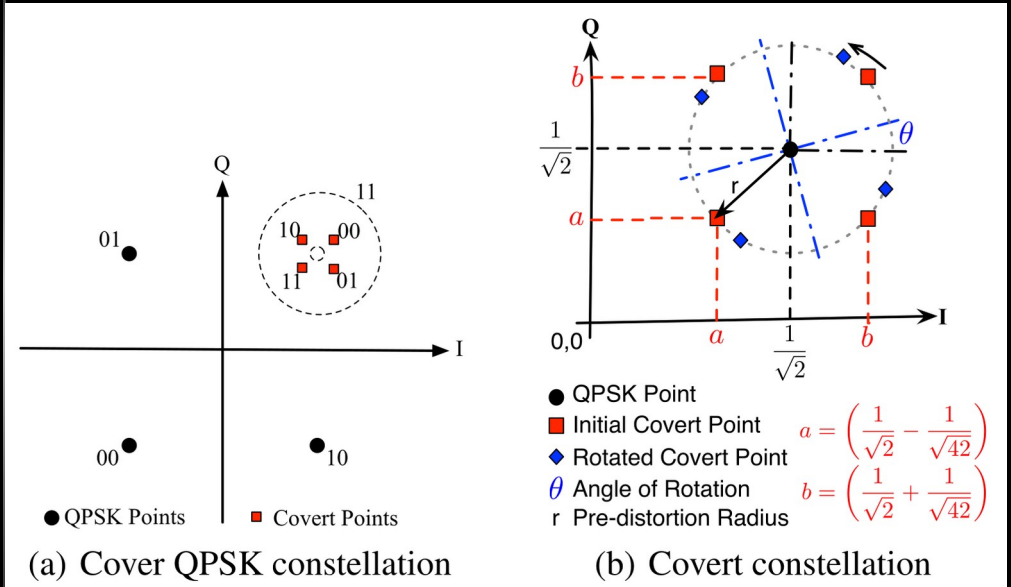 Q
11
01
10 00
11 01
I
00
10
QPSK Points
Covert Points
(a) Cover QPSK constellation
Q
b
θ
1/√2
r
a
I
0,0
a
1/√2
b
QPSK Point
Initial Covert Point
Rotated Covert Point
θ Angle of Rotation
r Pre-distortion Radius
a = (1/√2 − 1/√42)
b = (1/√2 + 1/√42)
(b) Covert constellation